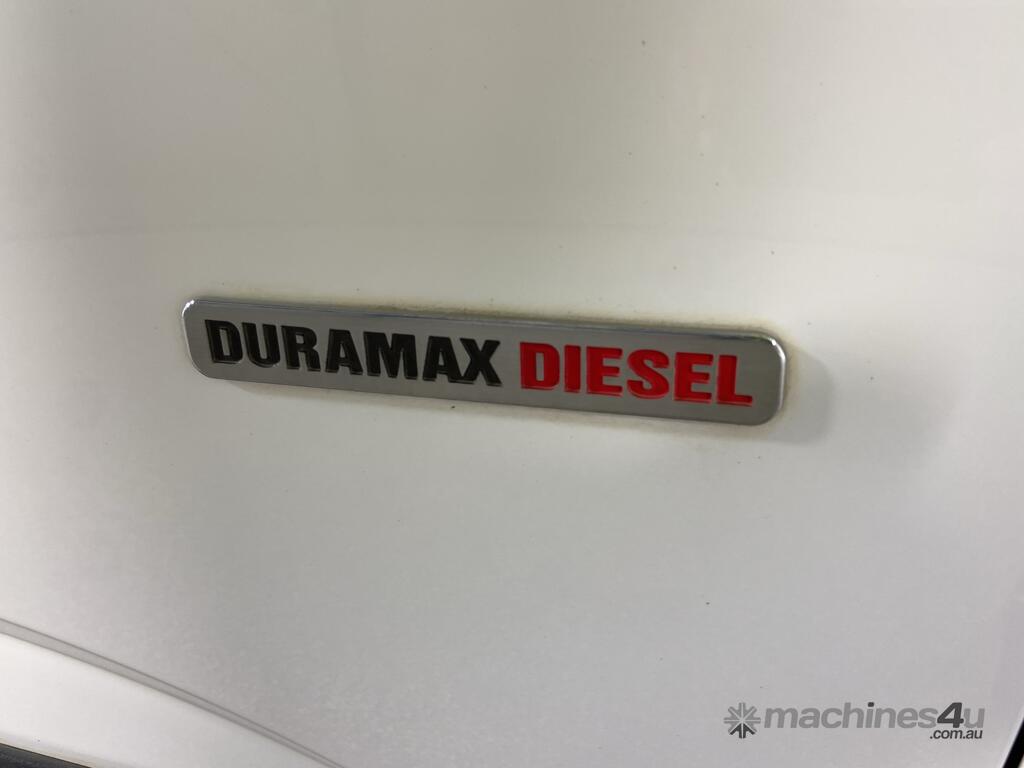 DURAMAX DIESEL
machines4u
.com.au